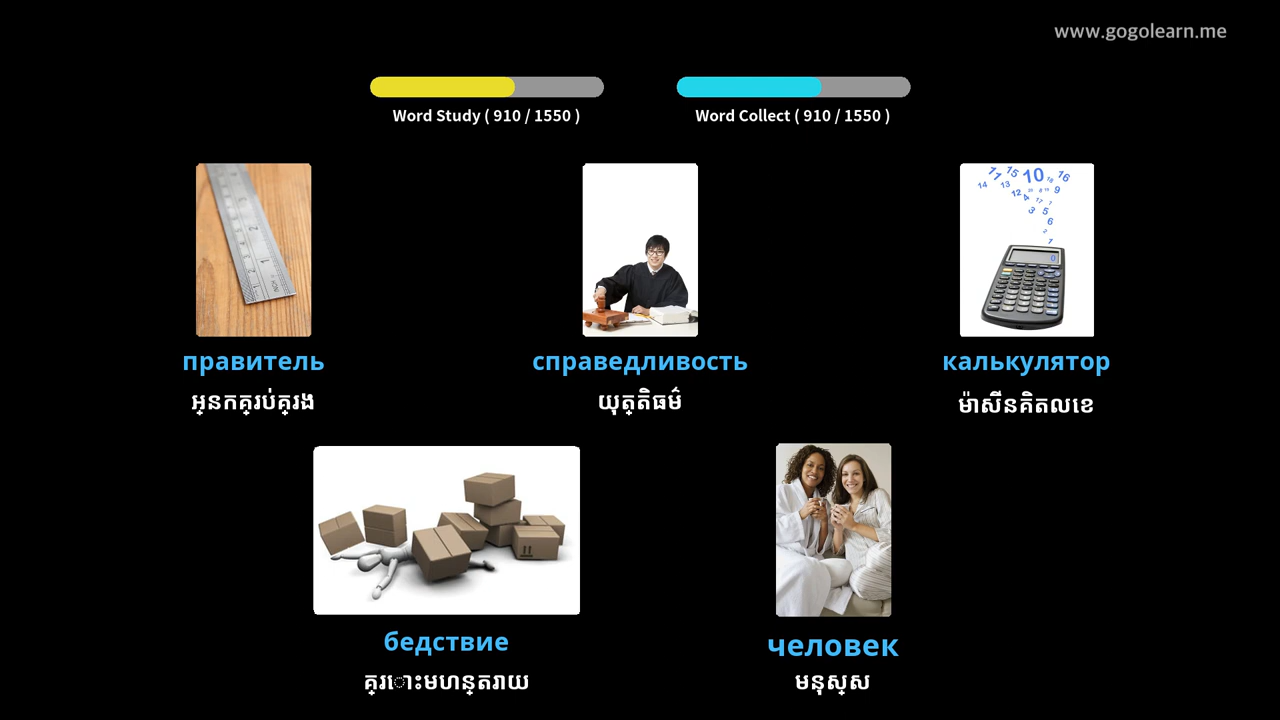 www.gogolearn.me
Word Study ( 910 / 1550 )
Word Collect ( 910 / 1550 )
правитель
справедливость
калькулятор
អ្នកគ្រប់គ្រង
យុត្តិធម៌
ម៉ាស៊ីនគិតលខេ
бедствие
человек
គ្រោះមហន្តរាយ
មនុស្ស